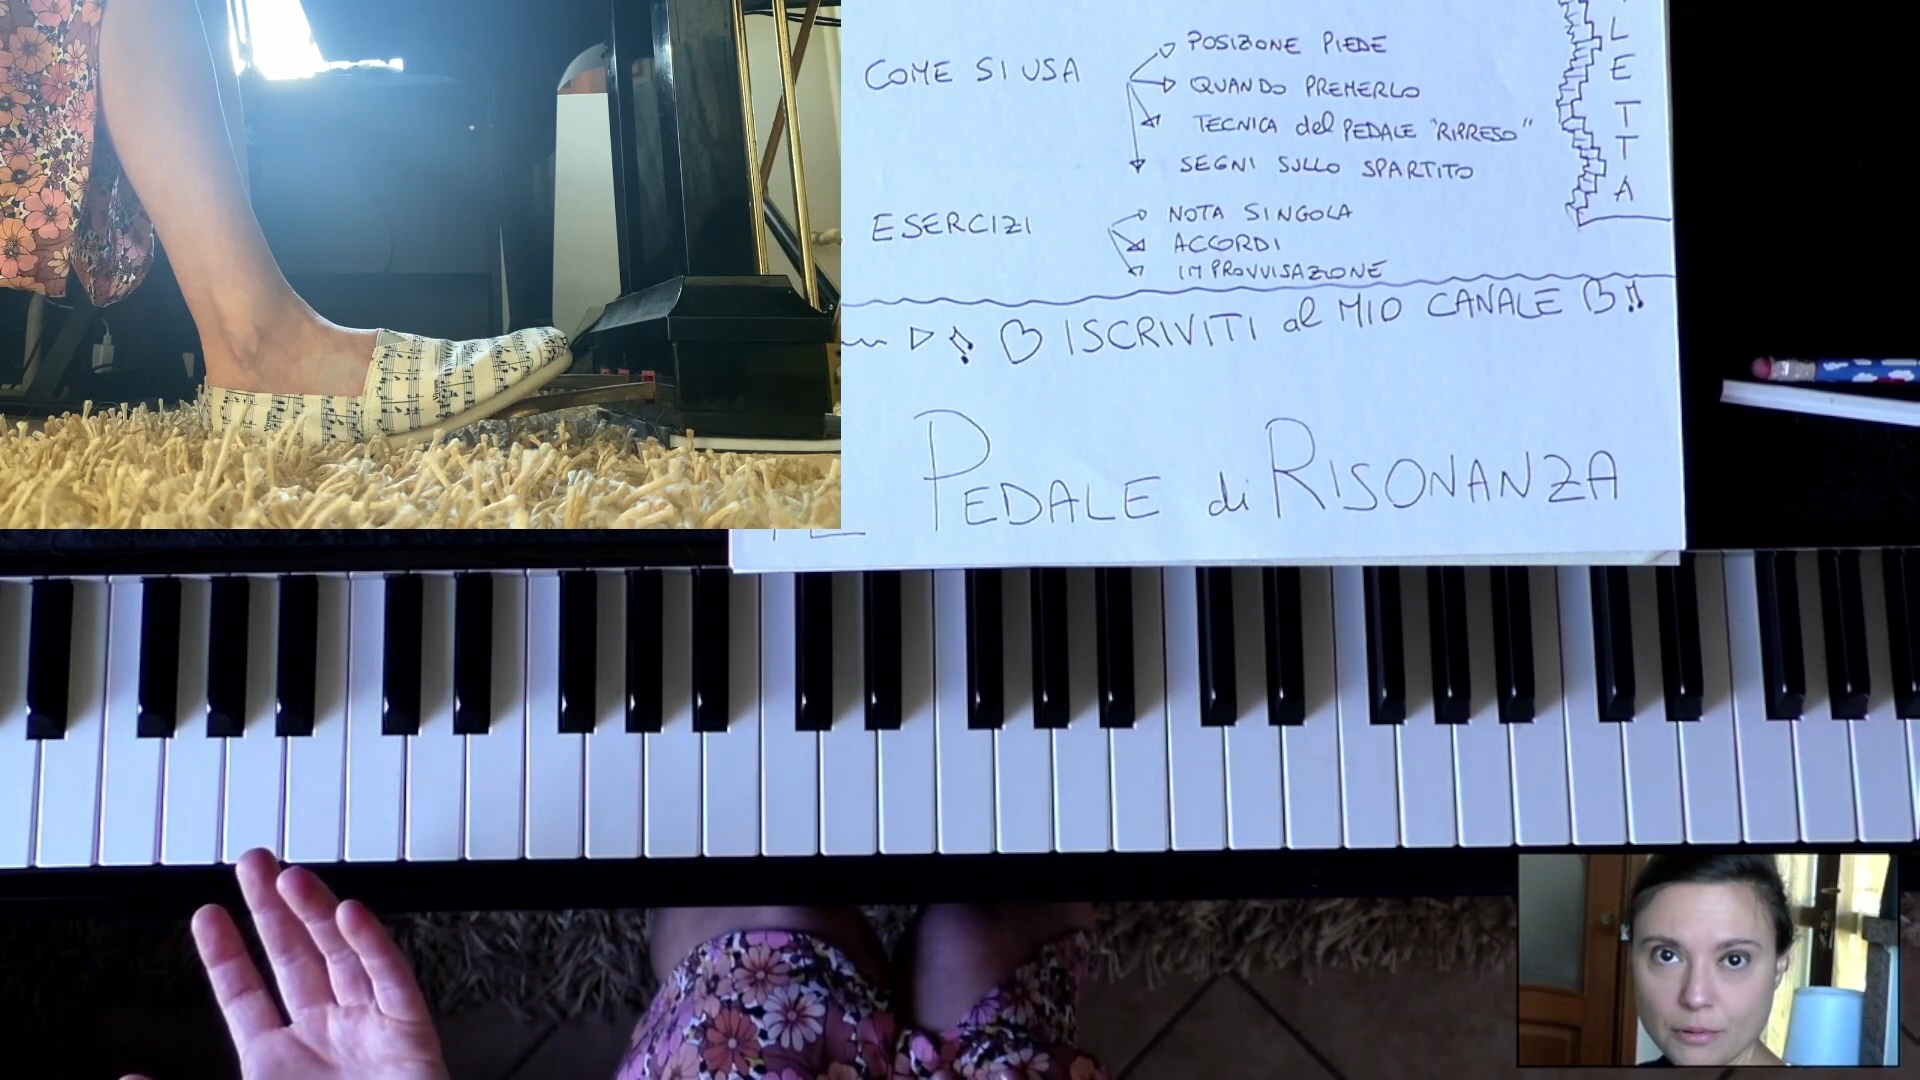 COME SI USA
POSIZONE PIEDE
QUANDO PREMERLO
TECNICA del PEDALE "RIPRESO"
SEGNI SULLO SPARTITO
ESERCIZI
NOTA SINGOLA
ACCORDI
IMPROVVISAZIONE
LETTA
ISCRIVITI al MIO CANALE
PEDALE di RISONANZA